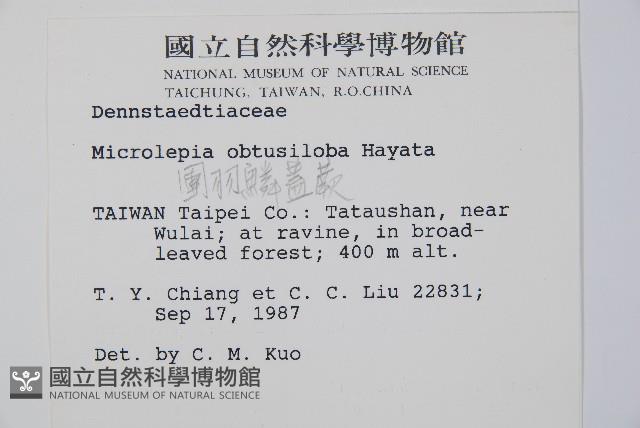 國立自然科學博物館
NATIONAL MUSEUM OF NATURAL SCIENCE
TAICHUNG, TAIWAN, R.O.CHINA
Dennstaedtiaceae
Microlepia obtusiloba Hayata
團羽鱗蓋蕨
TAIWAN Taipei Co.: Tataushan, near
Wulai; at ravine, in broad-
leaved forest; 400 m alt.
T. Y. Chiang et C. C. Liu 22831;
Sep 17, 1987
Det. by C. M. Kuo
國立自然科學博物館
NATIONAL MUSEUM OF NATURAL SCIENCE